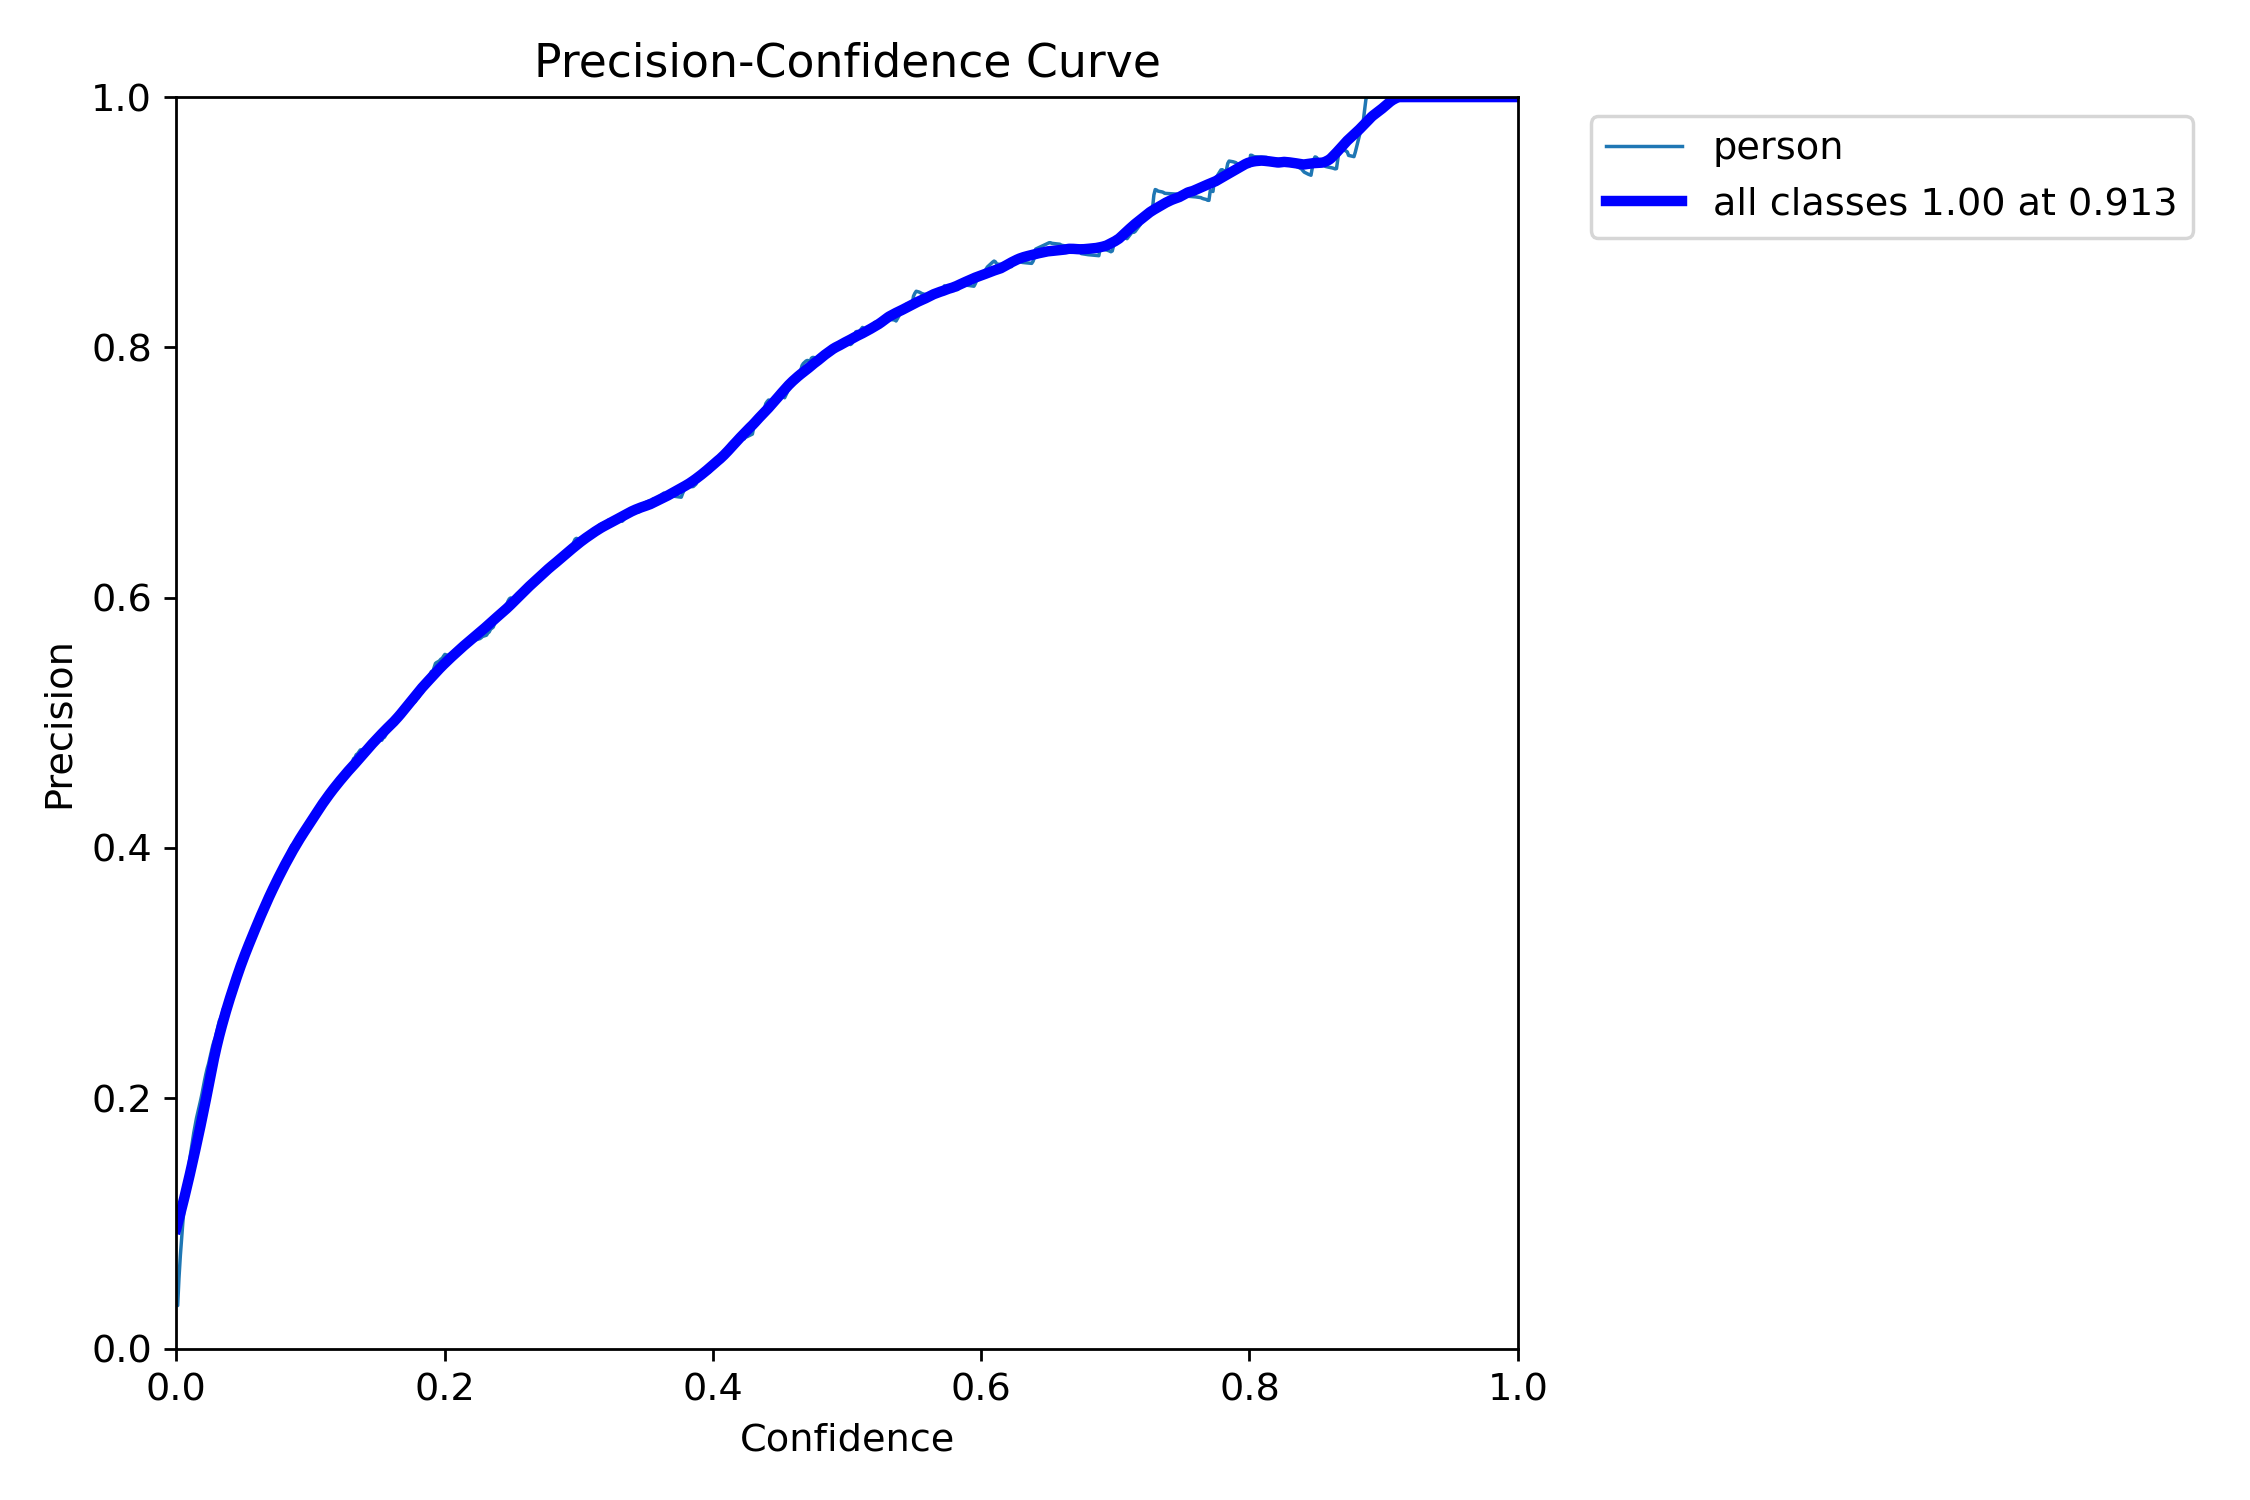 Precision-Confidence Curve
1.0
0.8
0.6
0.4
0.2
0.0
Precision
0.0 0.2 0.4 0.6 0.8 1.0
Confidence
person
all classes 1.00 at 0.913